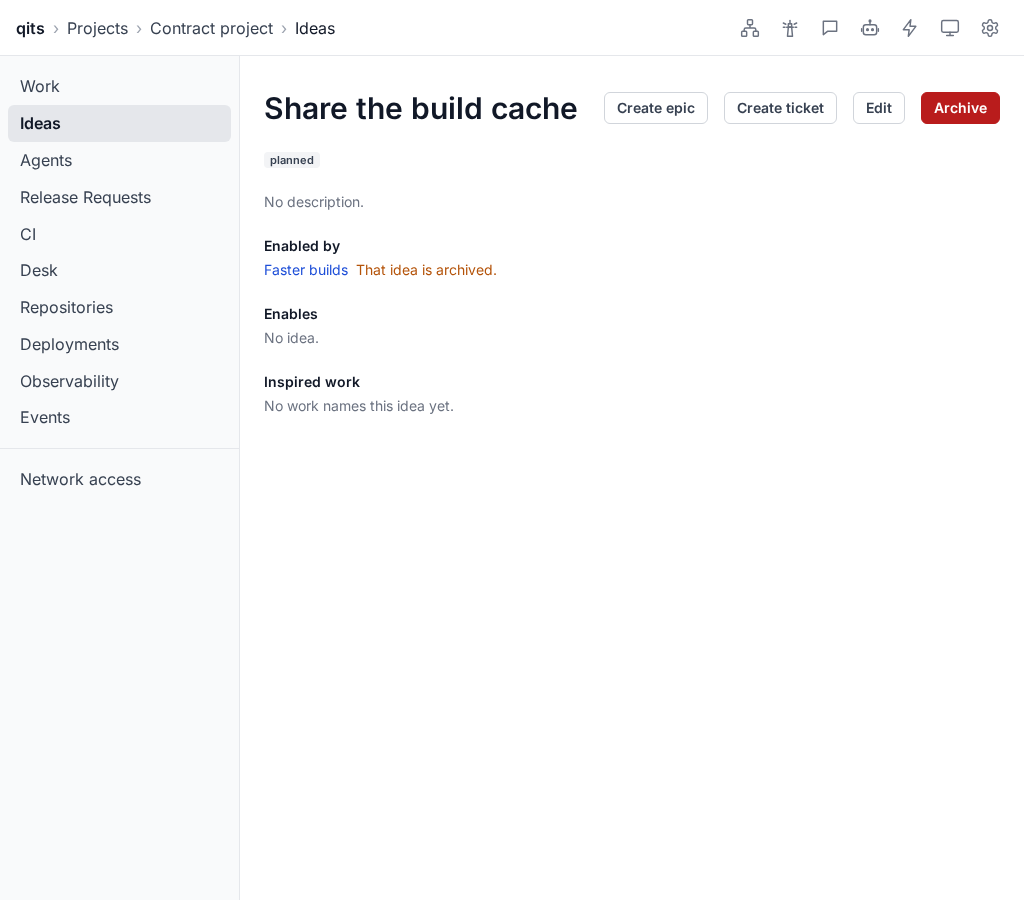 qits › Projects › Contract project › Ideas
Work
Ideas
Agents
Release Requests
CI
Desk
Repositories
Deployments
Observability
Events
Network access
Share the build cache
Create epic
Create ticket
Edit
Archive
planned
No description.
Enabled by
Faster builds That idea is archived.
Enables
No idea.
Inspired work
No work names this idea yet.